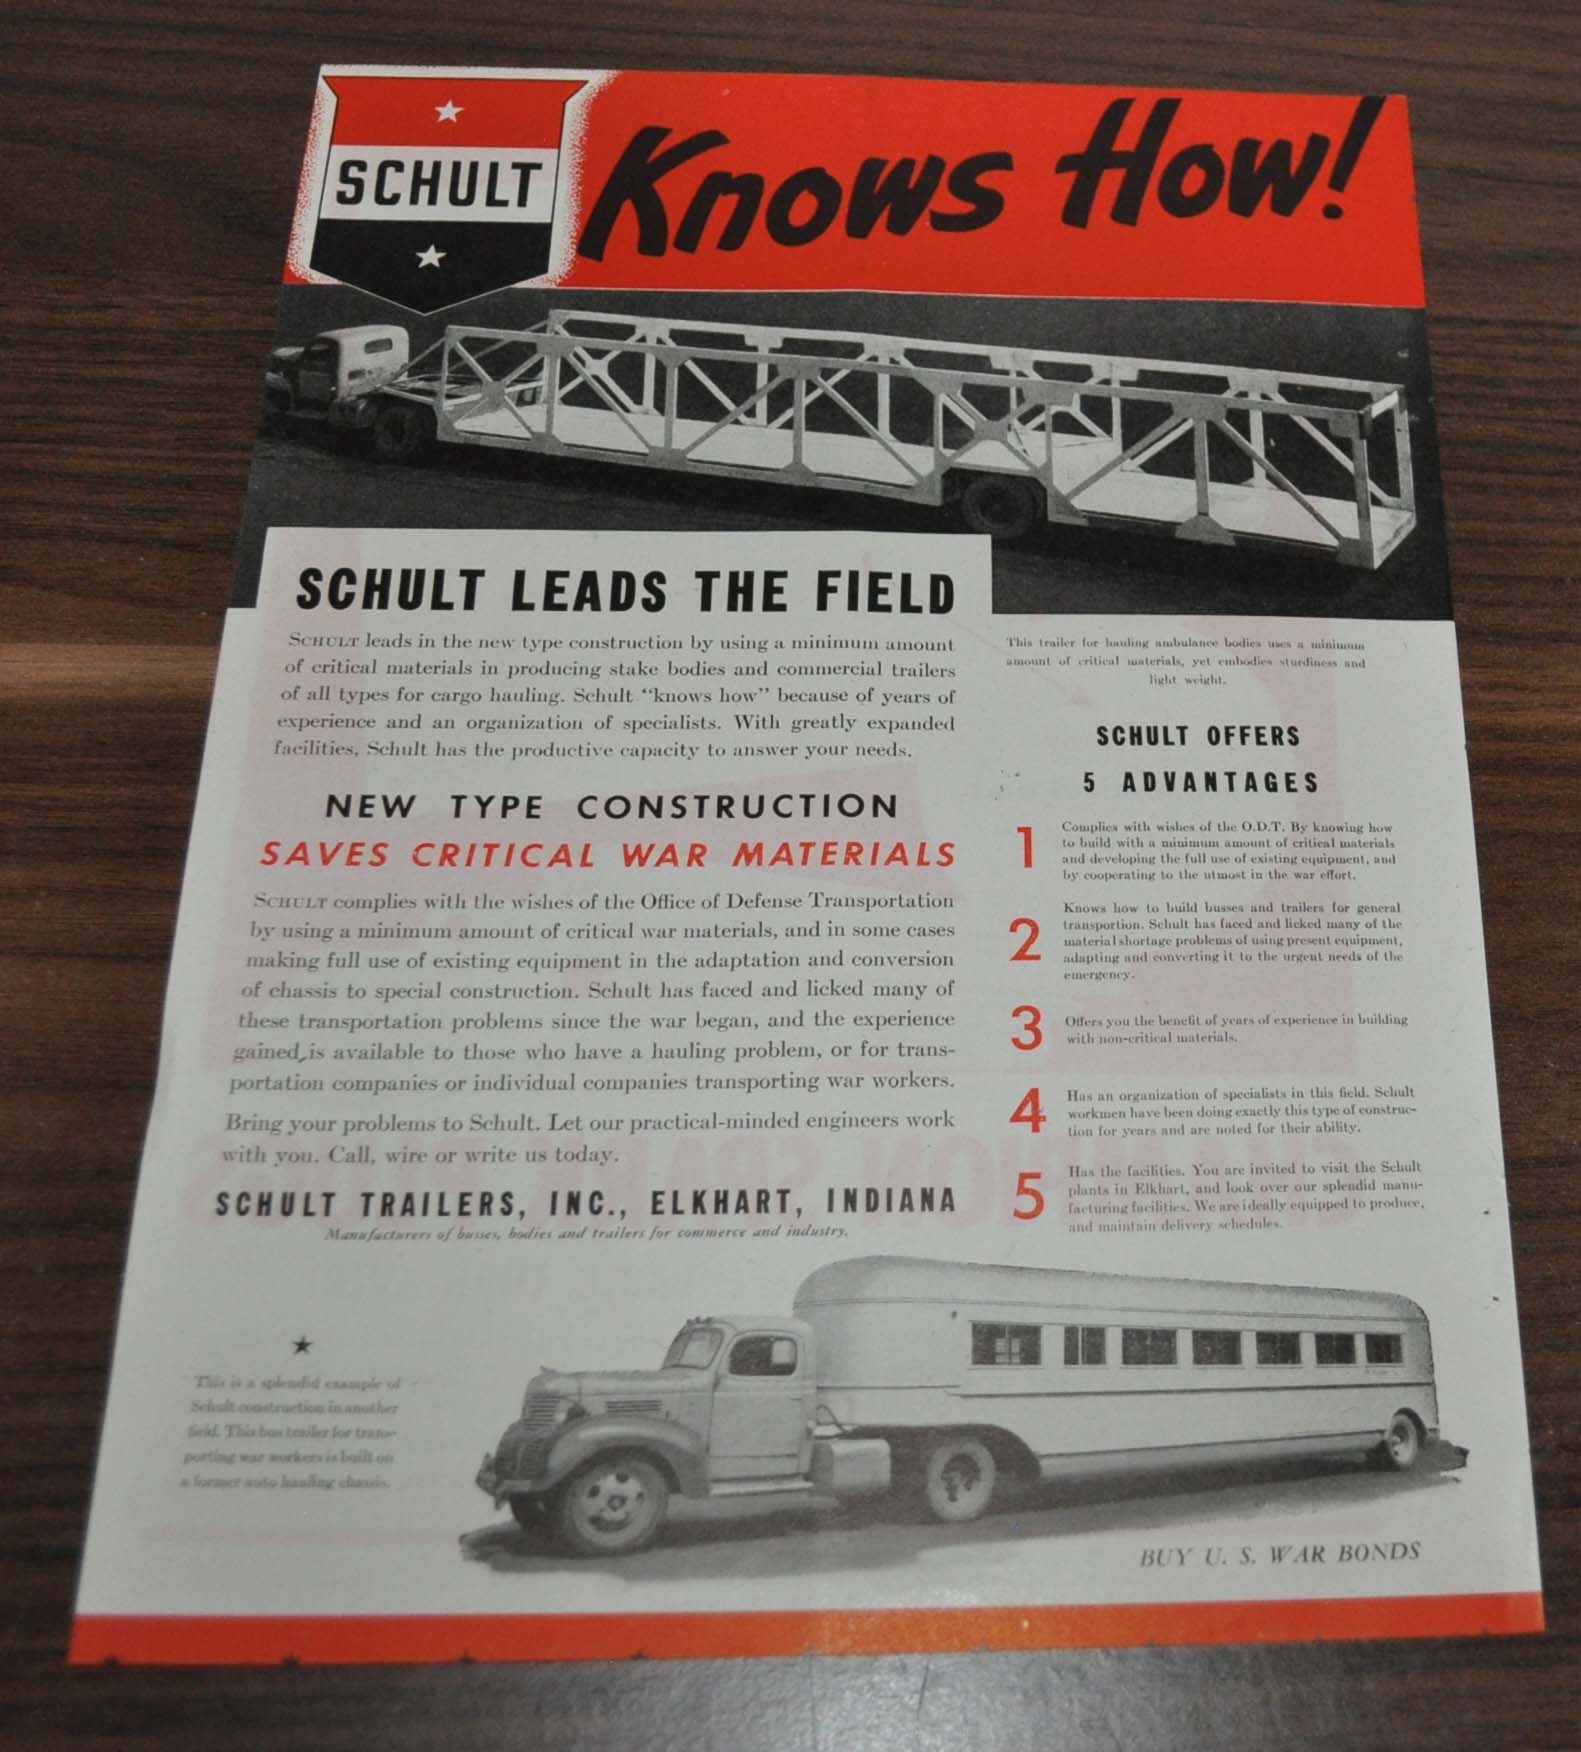 SCHULT
Knows How!
SCHULT LEADS THE FIELD
SCHULT leads in the new type construction by using a minimum amount
of critical materials in producing stake bodies and commercial trailers
of all types for cargo hauling. Schult “knows how” because of years of
experience and an organization of specialists. With greatly expanded
facilities, Schult has the productive capacity to answer your needs.
NEW TYPE CONSTRUCTION
SAVES CRITICAL WAR MATERIALS
SCHULT complies with the wishes of the Office of Defense Transportation
by using a minimum amount of critical war materials, and in some cases
making full use of existing equipment in the adaptation and conversion
of chassis to special construction. Schult has faced and licked many of
these transportation problems since the war began, and the experience
gained, is available to those who have a hauling problem, or for trans-
portation companies or individual companies transporting war workers.
Bring your problems to Schult. Let our practical-minded engineers work
with you. Call, wire or write us today.
SCHULT TRAILERS, INC., ELKHART, INDIANA
Manufacturers of busses, bodies and trailers for commerce and industry.
This trailer for hauling ambulance bodies uses a minimum
amount of critical materials, yet embodies sturdiness and
light weight.
SCHULT OFFERS
5 ADVANTAGES
1 Complies with wishes of the O.D.T. By knowing how
to build with a minimum amount of critical materials
and developing the full use of existing equipment, and
by cooperating to the utmost in the war effort.
2 Knows how to build busses and trailers for general
transportion. Schult has faced and licked many of the
material shortage problems of using present equipment,
adapting and converting it to the urgent needs of the
emergency.
3 Offers you the benefit of years of experience in building
with non-critical materials.
4 Has an organization of specialists in this field. Schult
workmen have been doing exactly this type of construc-
tion for years and are noted for their ability.
5 Has the facilities. You are invited to visit the Schult
plants in Elkhart, and look over our splendid manu-
facturing facilities. We are ideally equipped to produce,
and maintain delivery schedules.
This is a splendid example of
Schult construction in another
field. This bus trailer for trans-
porting war workers is built on
a former auto hauling chassis.
BUY U. S. WAR BONDS